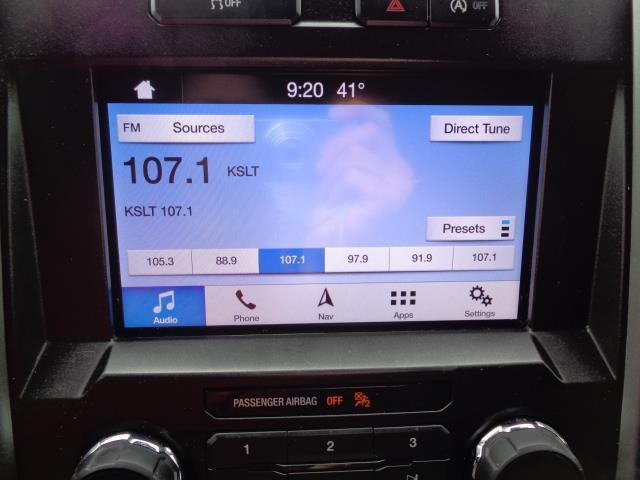 OFF
OFF
9:20 41°
FM Sources Direct Tune
107.1 KSLT
KSLT 107.1
Presets
105.3 88.9 107.1 97.9 91.9 107.1
Audio Phone Nav Apps Settings
PASSENGER AIRBAG OFF 2
1 2 3